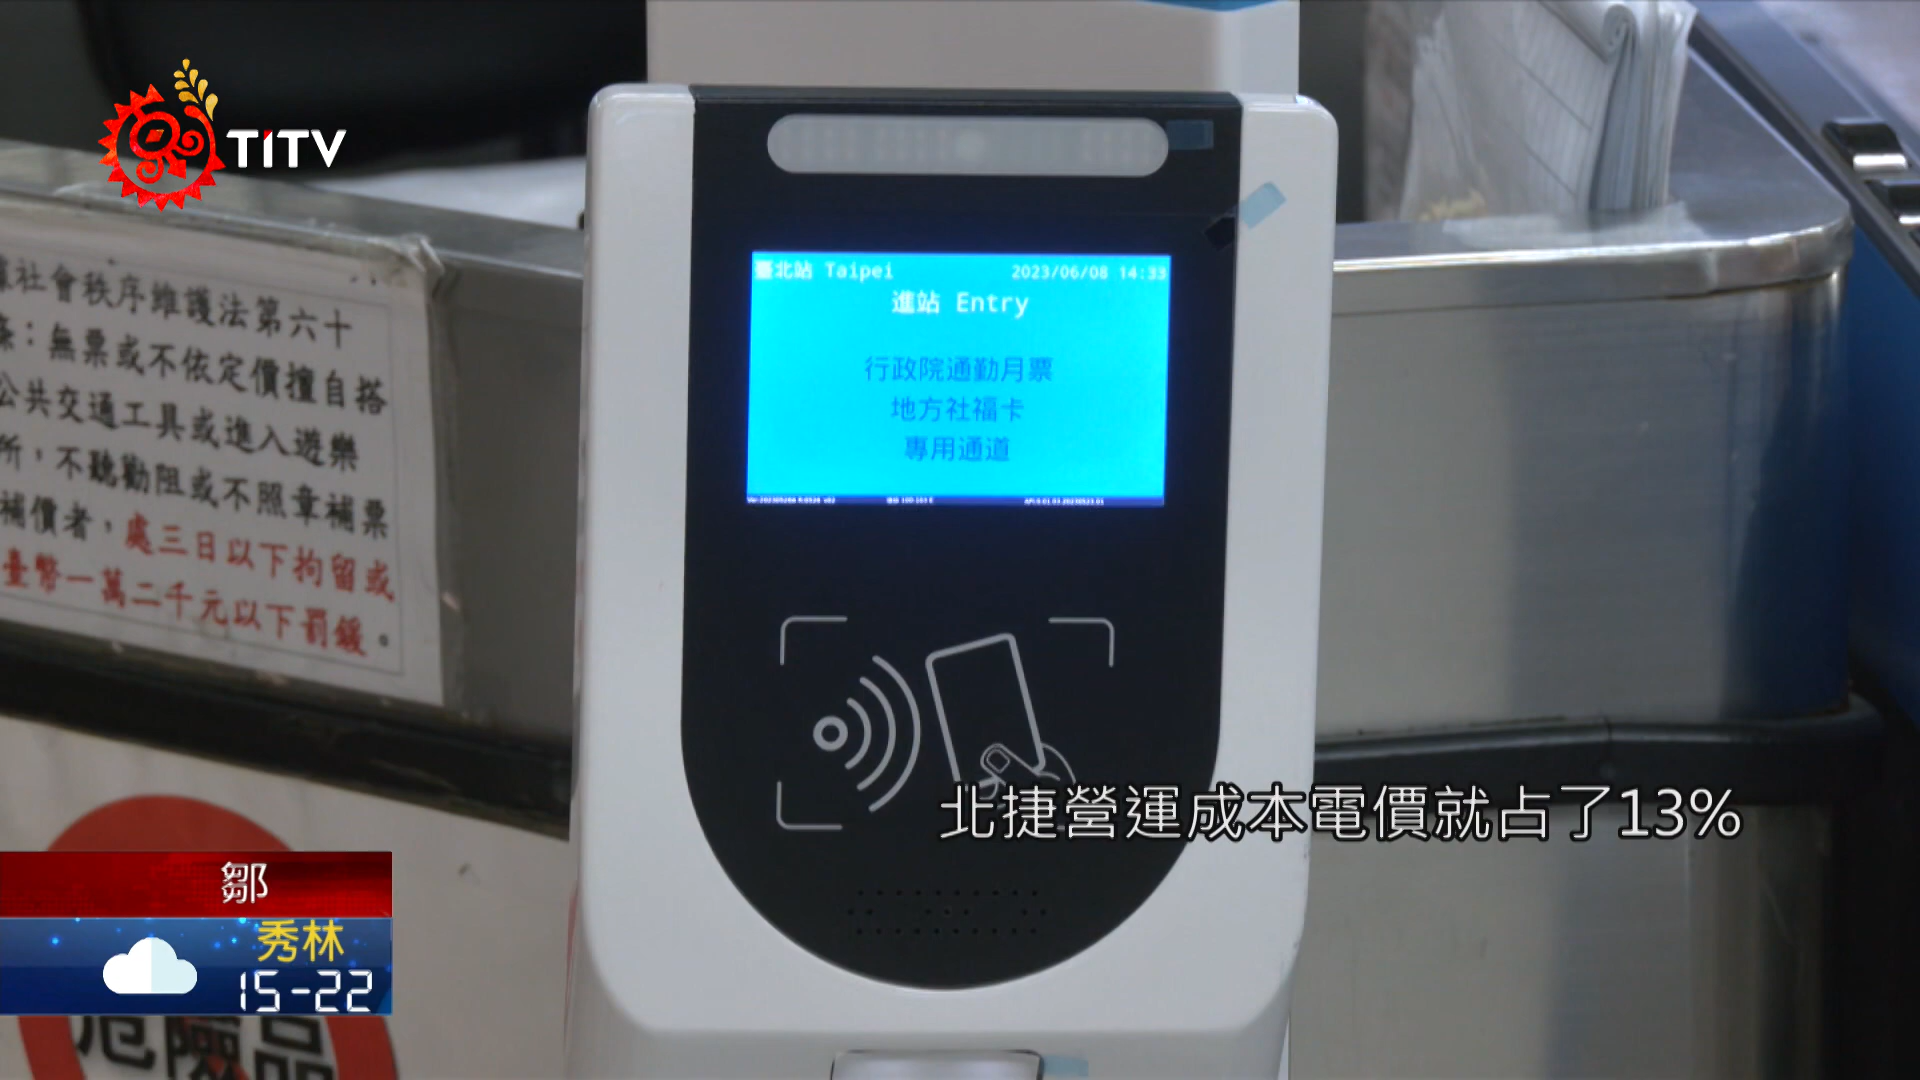 TITV
臺北站 Taipei
2023/06/08 14:33
進站 Entry
行政院通勤月票
地方社福卡
專用通道
社會秩序維護法第六十
條：無票或不依定價擅自搭
公共交通工具或進入遊樂
所，不聽勸阻或不照章補票
補價者，處三日以下拘留或
臺幣一萬二千元以下罰鍰。
北捷營運成本電價就占了13%
鄒
秀林
15-22
危險品